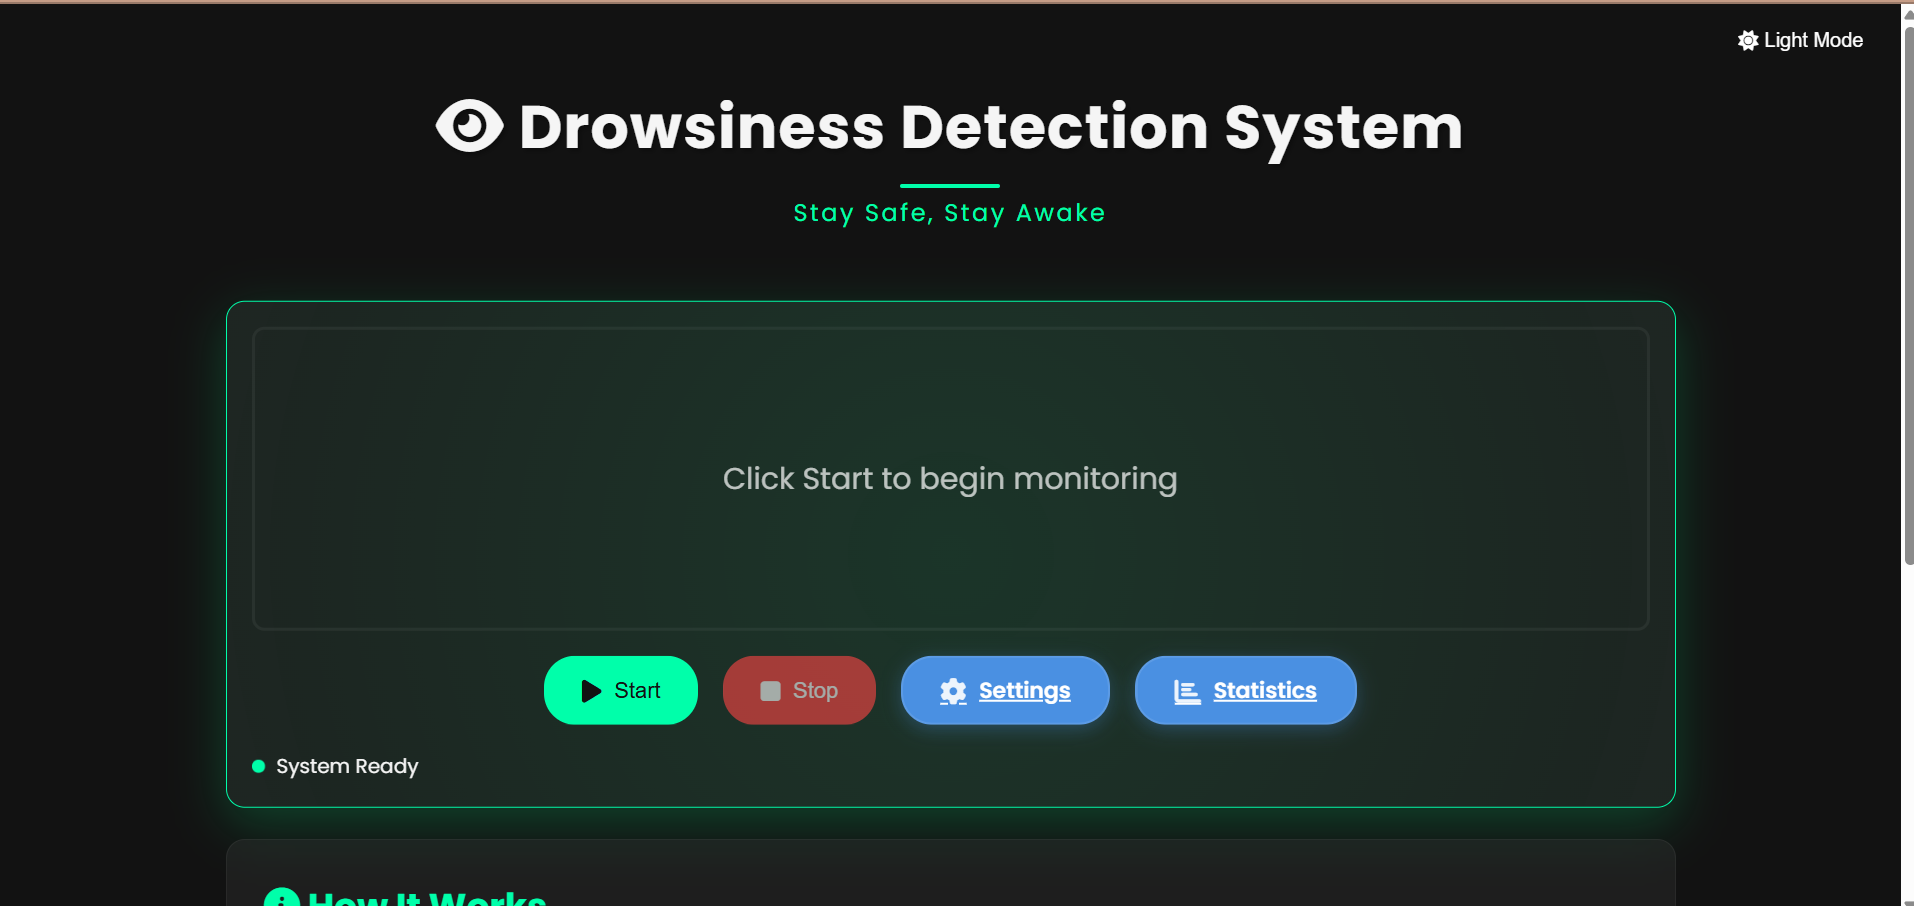 Light Mode
Drowsiness Detection System
Stay Safe, Stay Awake
Click Start to begin monitoring
Start
Stop
Settings
Statistics
System Ready
How It Works